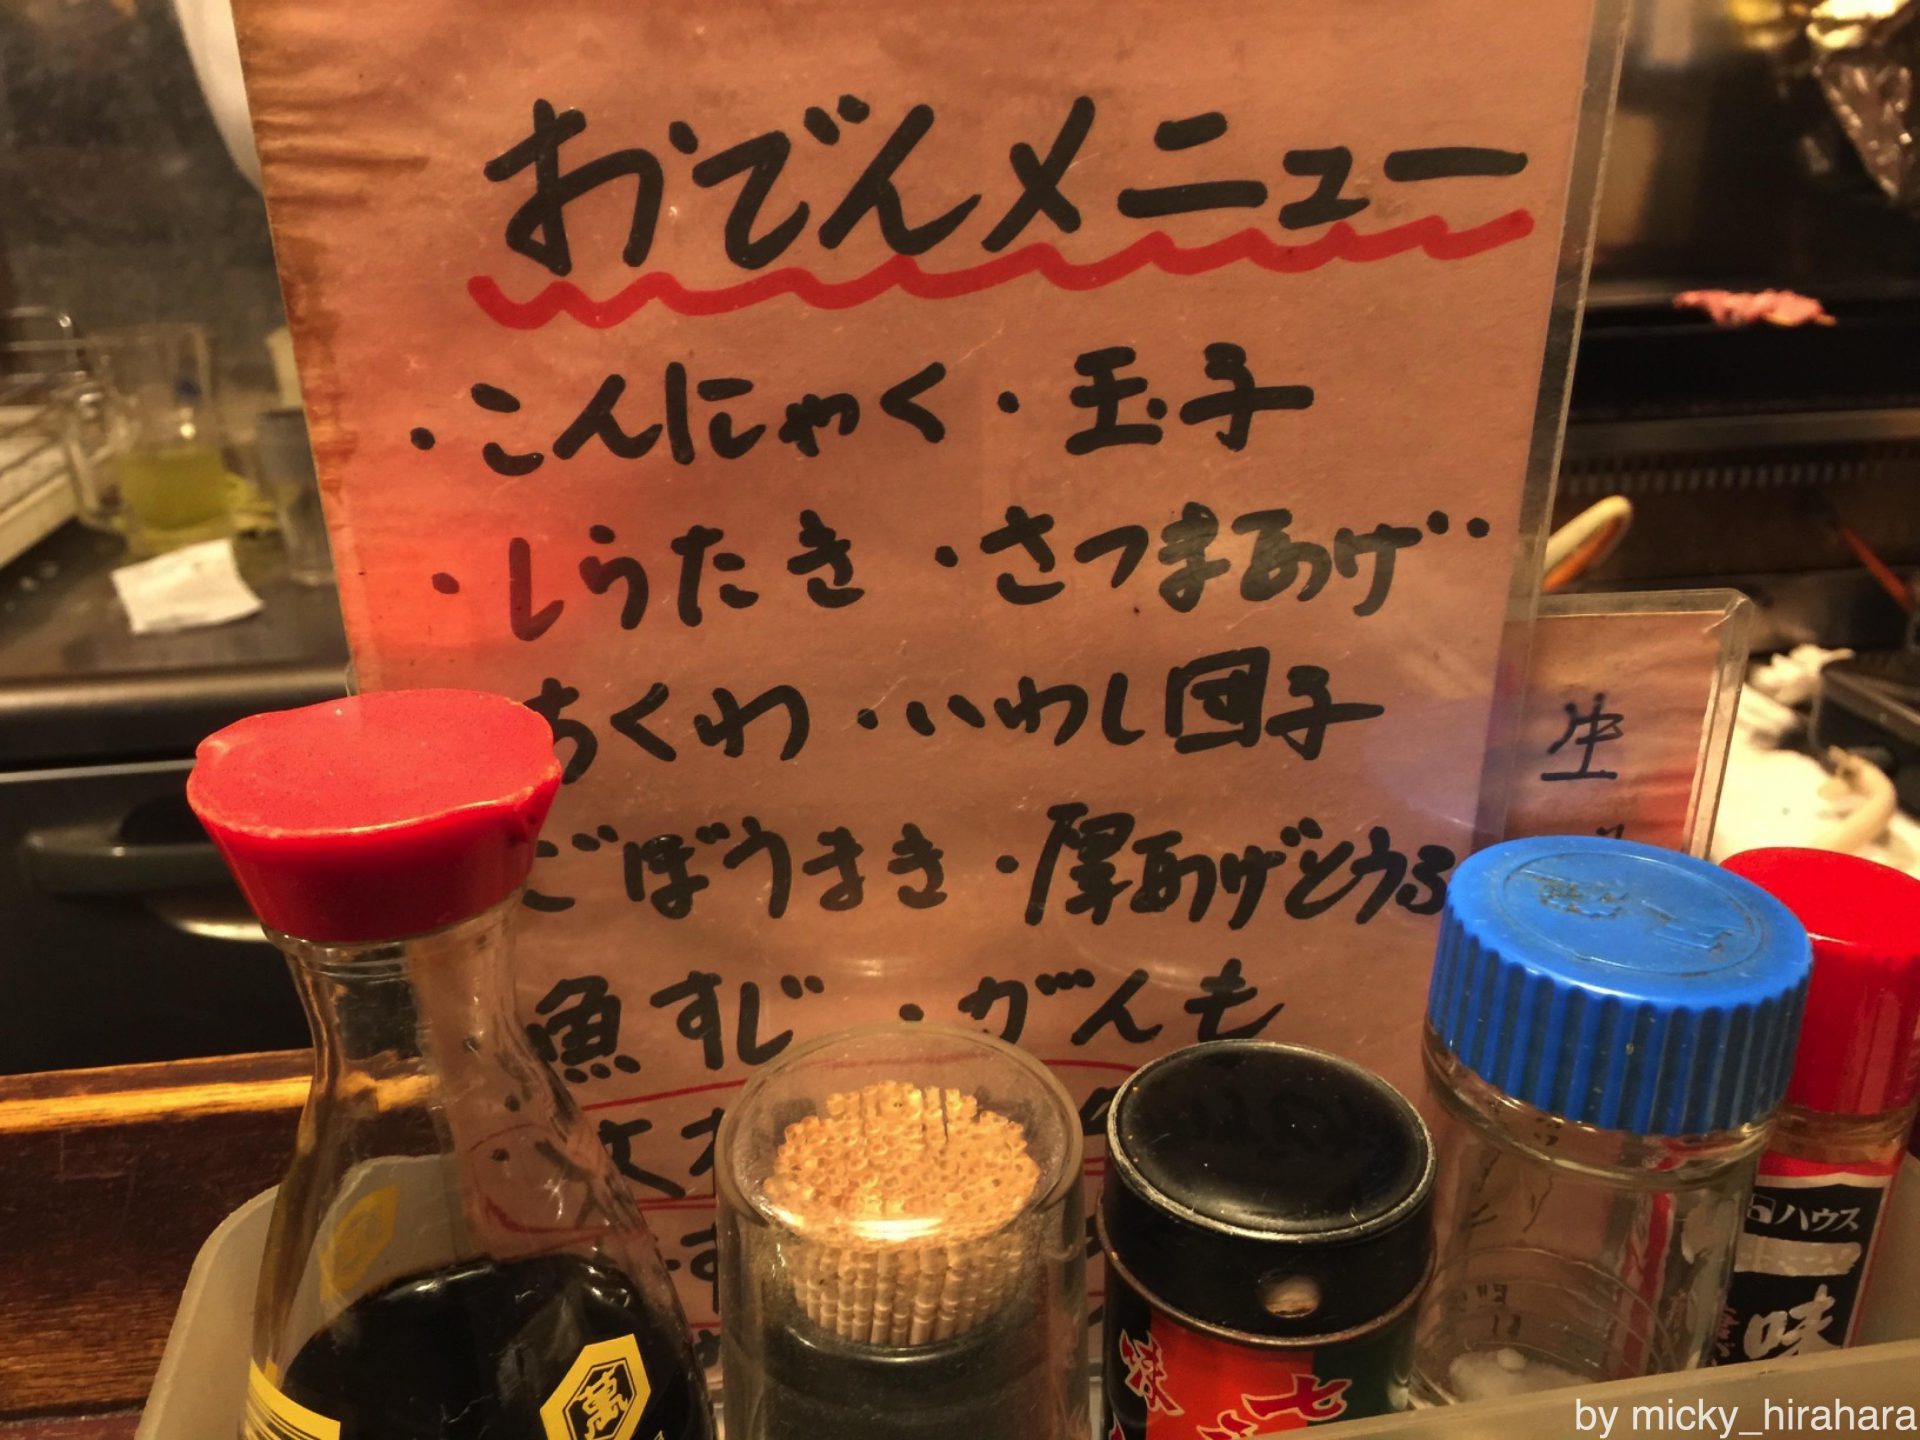 おでんメニュー
・こんにゃく・玉子
・しらたき・さつまあげ
ちくわ・いわし団子
ごぼうまき・厚あげとうふ
魚すじ・がんも
生
萬
七
ハウス
一味
by micky_hirahara